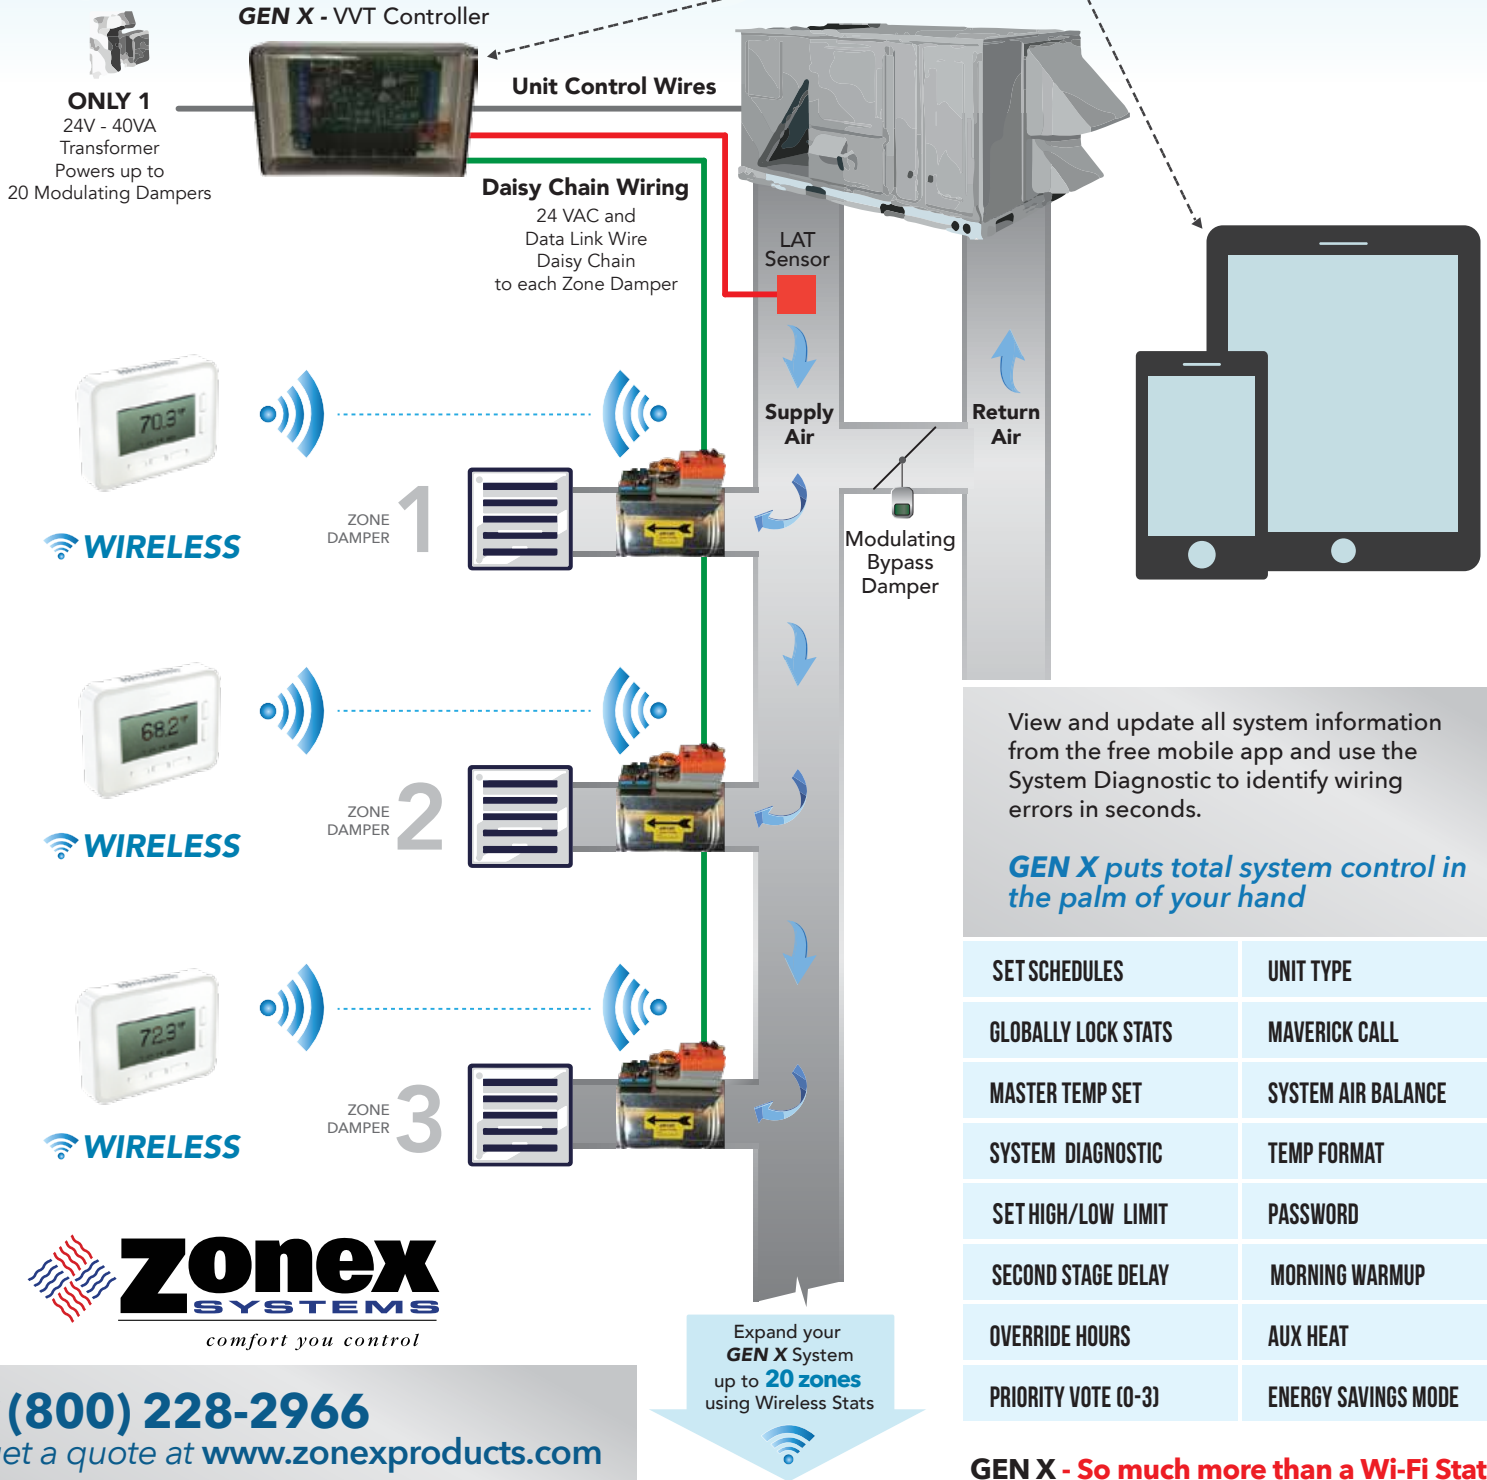 GEN X - VVT Controller
ONLY 1
24V - 40VA
Transformer
Powers up to
20 Modulating Dampers
Unit Control Wires
Daisy Chain Wiring
24 VAC and
Data Link Wire
Daisy Chain
to each Zone Damper
LAT
Sensor
Supply
Air
Return
Air
Modulating
Bypass
Damper
70.3°
WIRELESS
ZONE
DAMPER 1
68.2°
WIRELESS
ZONE
DAMPER 2
72.3°
WIRELESS
ZONE
DAMPER 3
View and update all system information
from the free mobile app and use the
System Diagnostic to identify wiring
errors in seconds.
GEN X puts total system control in
the palm of your hand
SET SCHEDULES UNIT TYPE
GLOBALLY LOCK STATS MAVERICK CALL
MASTER TEMP SET SYSTEM AIR BALANCE
SYSTEM DIAGNOSTIC TEMP FORMAT
SET HIGH/LOW LIMIT PASSWORD
SECOND STAGE DELAY MORNING WARMUP
OVERRIDE HOURS AUX HEAT
PRIORITY VOTE (0-3) ENERGY SAVINGS MODE
GEN X - So much more than a Wi-Fi Stat
zonex
SYSTEMS
comfort you control
Expand your
GEN X System
up to 20 zones
using Wireless Stats
(800) 228-2966
et a quote at www.zonexproducts.com